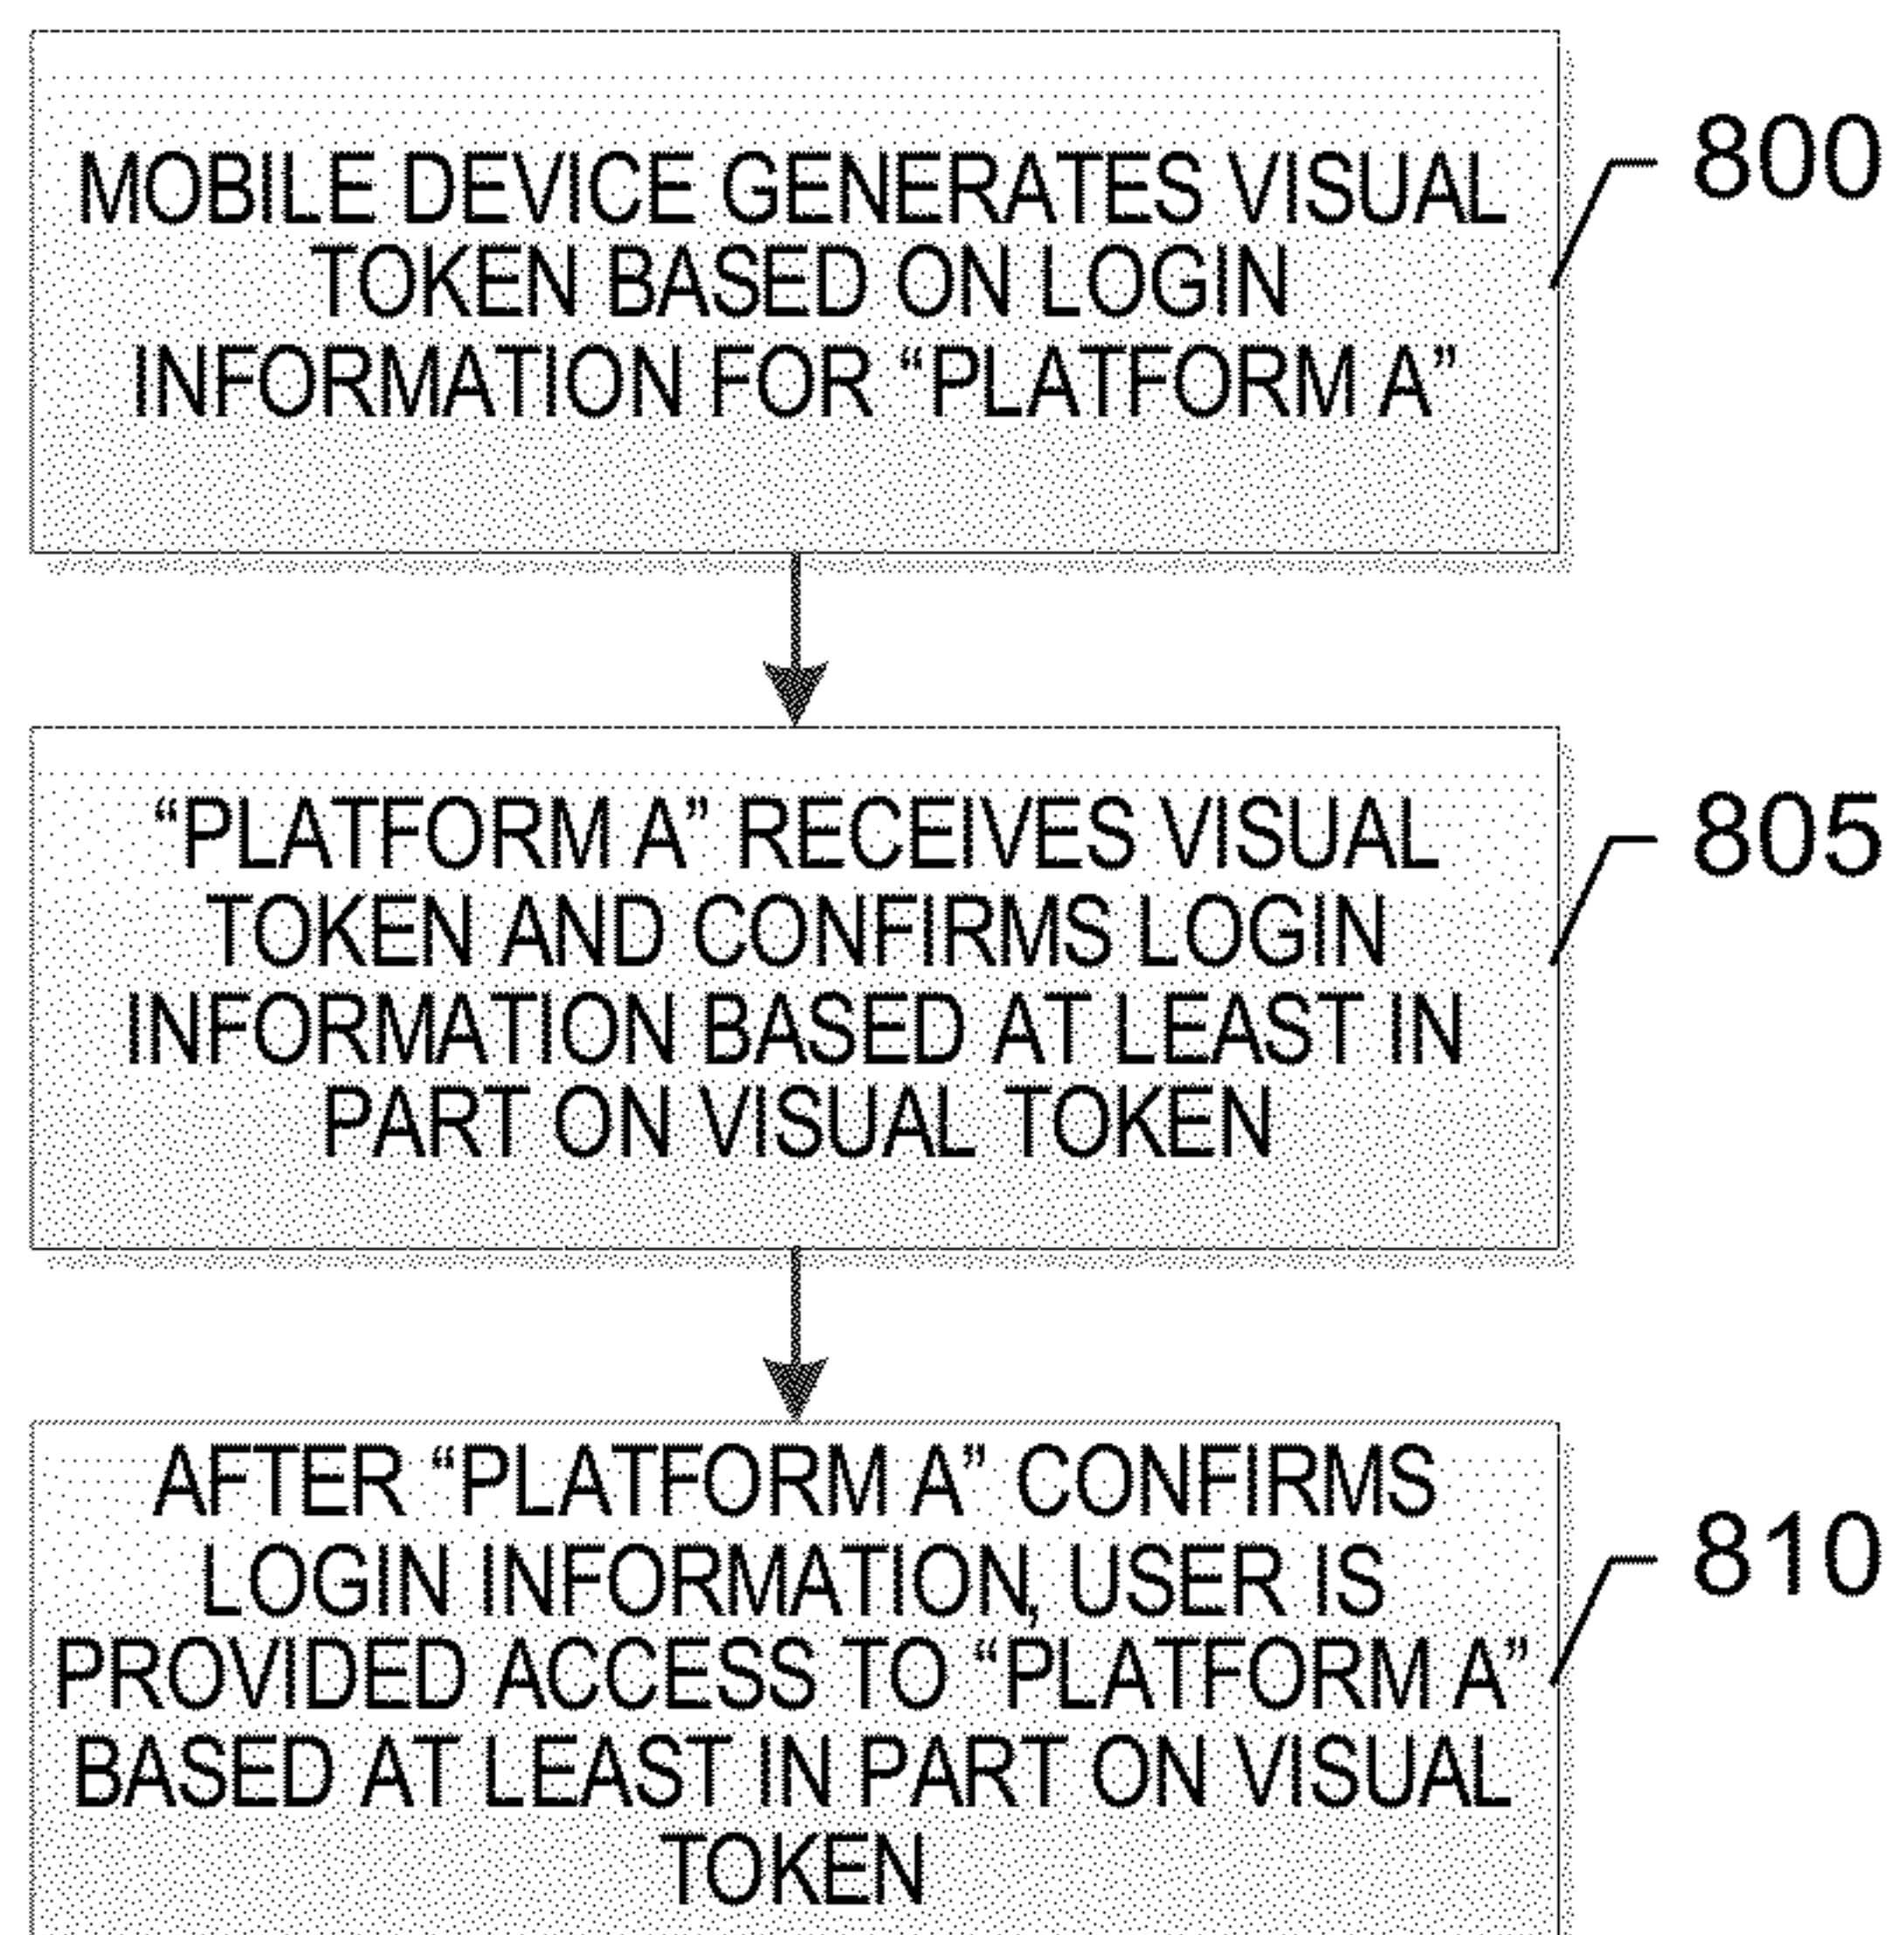 MOBILE DEVICE GENERATES VISUAL
TOKEN BASED ON LOGIN
INFORMATION FOR “PLATFORM A”
800
“PLATFORM A” RECEIVES VISUAL
TOKEN AND CONFIRMS LOGIN
INFORMATION BASED AT LEAST IN
PART ON VISUAL TOKEN
805
AFTER “PLATFORM A” CONFIRMS
LOGIN INFORMATION, USER IS
PROVIDED ACCESS TO “PLATFORM A”
BASED AT LEAST IN PART ON VISUAL
TOKEN
810